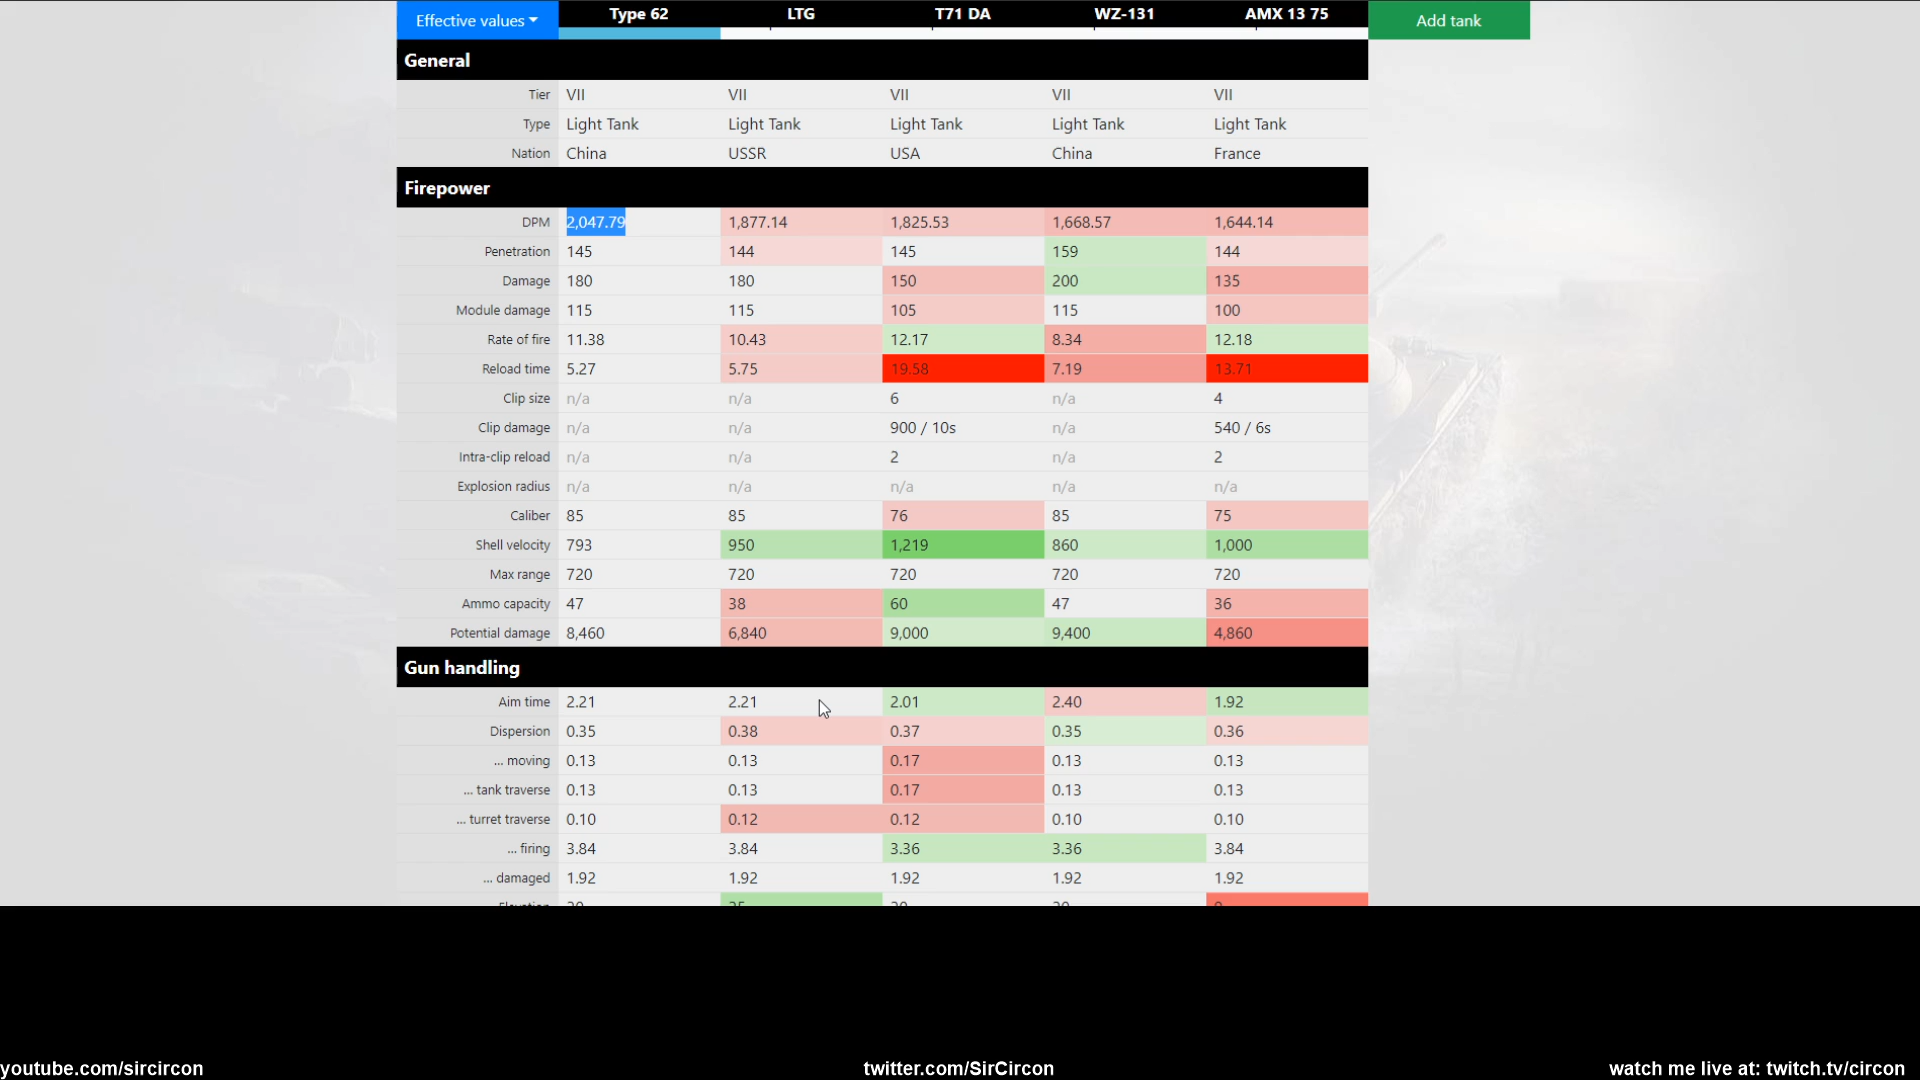 Effective values Type 62 LTG T71 DA WZ-131 AMX 13 75 Add tank
General
Tier VII VII VII VII VII
Type Light Tank Light Tank Light Tank Light Tank Light Tank
Nation China USSR USA China France
Firepower
DPM 2,047.79 1,877.14 1,825.53 1,668.57 1,644.14
Penetration 145 144 145 159 144
Damage 180 180 150 200 135
Module damage 115 115 105 115 100
Rate of fire 11.38 10.43 12.17 8.34 12.18
Reload time 5.27 5.75 19.58 7.19 13.71
Clip size n/a n/a 6 n/a 4
Clip damage n/a n/a 900 / 10s n/a 540 / 6s
Intra-clip reload n/a n/a 2 n/a 2
Explosion radius n/a n/a n/a n/a n/a
Caliber 85 85 76 85 75
Shell velocity 793 950 1,219 860 1,000
Max range 720 720 720 720 720
Ammo capacity 47 38 60 47 36
Potential damage 8,460 6,840 9,000 9,400 4,860
Gun handling
Aim time 2.21 2.21 2.01 2.40 1.92
Dispersion 0.35 0.38 0.37 0.35 0.36
... moving 0.13 0.13 0.17 0.13 0.13
... tank traverse 0.13 0.13 0.17 0.13 0.13
... turret traverse 0.10 0.12 0.12 0.10 0.10
... firing 3.84 3.84 3.36 3.36 3.84
... damaged 1.92 1.92 1.92 1.92 1.92
youtube.com/sircircon twitter.com/SirCircon watch me live at: twitch.tv/circon